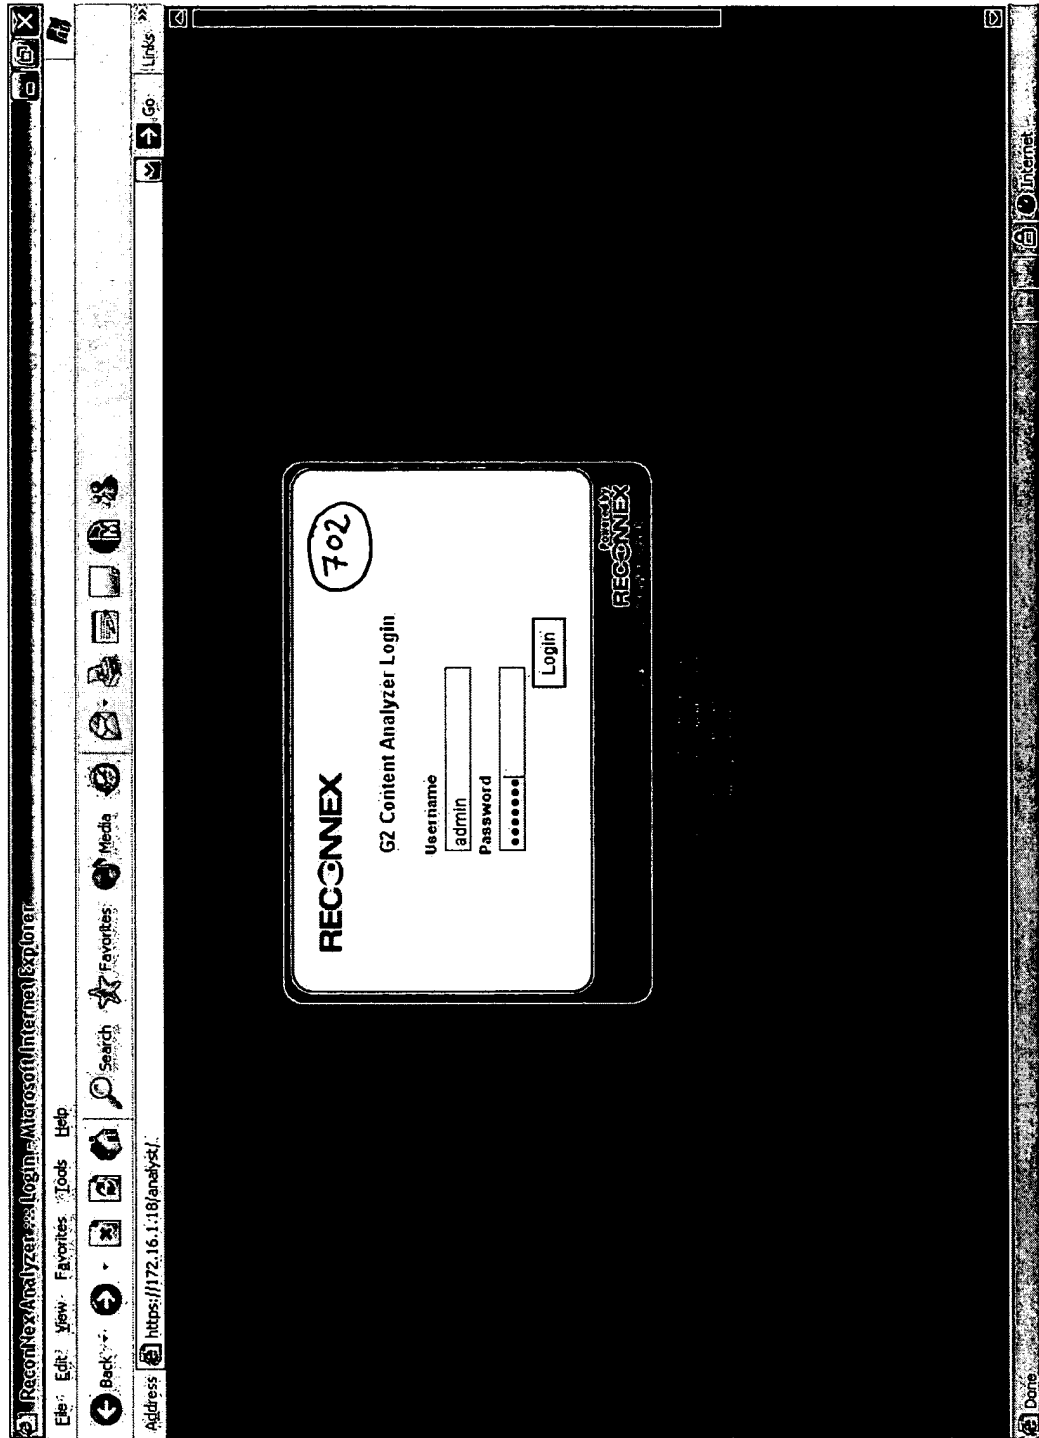 ReconNex Analyzer ::: Login - Microsoft Internet Explorer
File Edit View Favorites Tools Help
Back Search Favorites Media
Address https://172.16.1.18/analyst/ Go Links »
RECONNEX
702
G2 Content Analyzer Login
Username
admin
Password
•••••••
Login
Powered by
RECONNEX
Done Internet